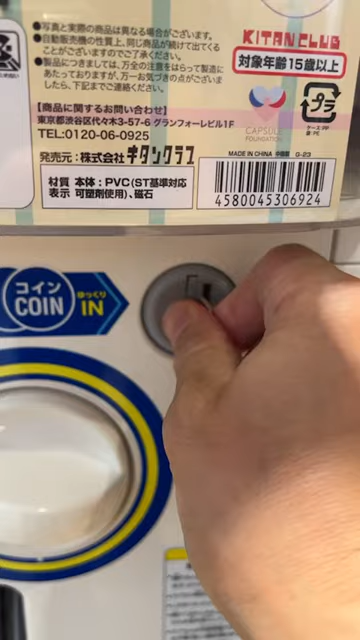 ●写真と実際の商品は異なる場合がございます。
●自動販売機の性質上、同じ商品が続けて出てくる
ことがございますのでご了承ください。
●製品につきましては、万全の注意をはらって製造に
あたっておりますが、万一お気づきの点がございま
したら、下記までご連絡ください。
KITAN CLUB
対象年齢15歳以上
CAPSULE
FOUNDATION
プラ
【商品に関するお問い合わせ】
東京都渋谷区代々木3-57-6 グランフォーレビル1F
TEL:0120-06-0925
発売元：株式会社キタンクラブ
MADE IN CHINA 中国製 G-23
材質 本体：PVC(ST基準対応
表示 可塑剤使用)、磁石
4580045306924
コイン
COIN
ゆっくり
IN